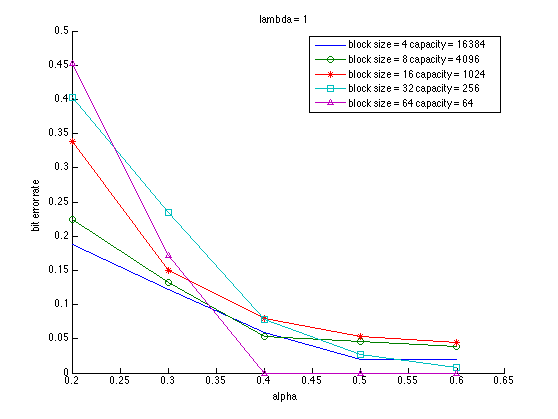 lambda = 1
block size = 4 capacity = 16384
block size = 8 capacity = 4096
block size = 16 capacity = 1024
block size = 32 capacity = 256
block size = 64 capacity = 64
0.5
0.45
0.4
0.35
0.3
0.25
0.2
0.15
0.1
0.05
0
bit error rate
0.2 0.25 0.3 0.35 0.4 0.45 0.5 0.55 0.6 0.65
alpha